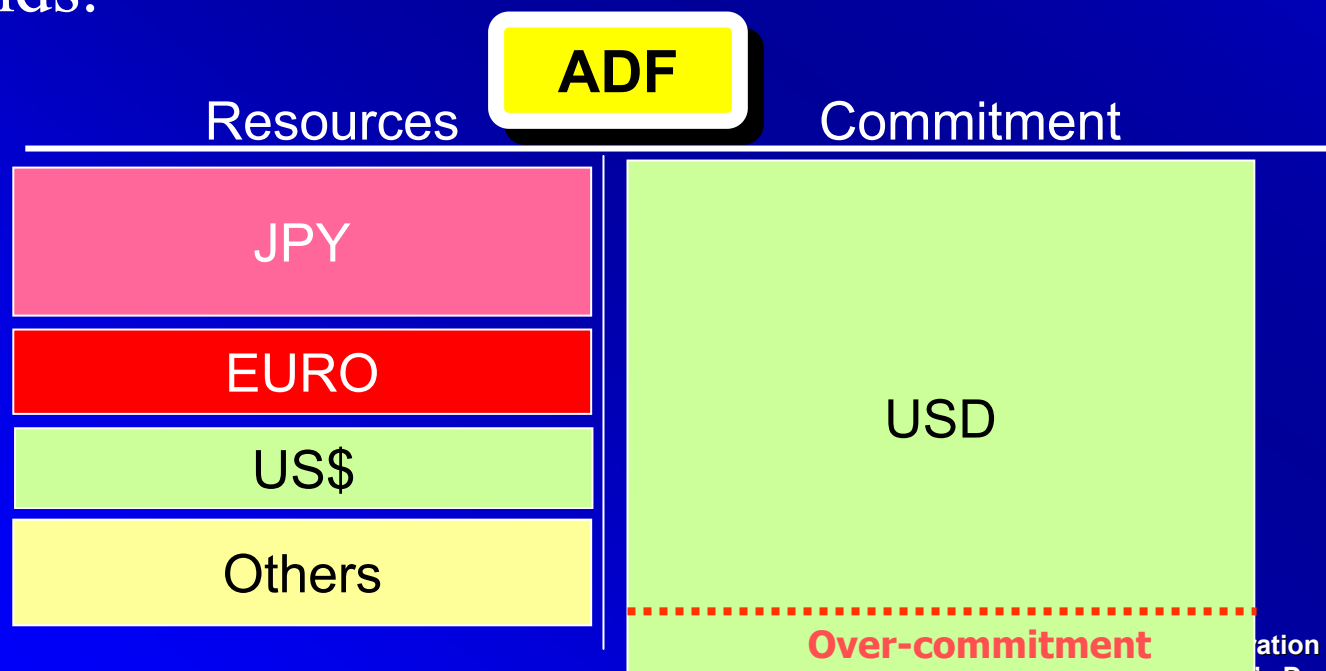 ADF
Resources
Commitment
JPY
EURO
US$
Others
USD
Over-commitment